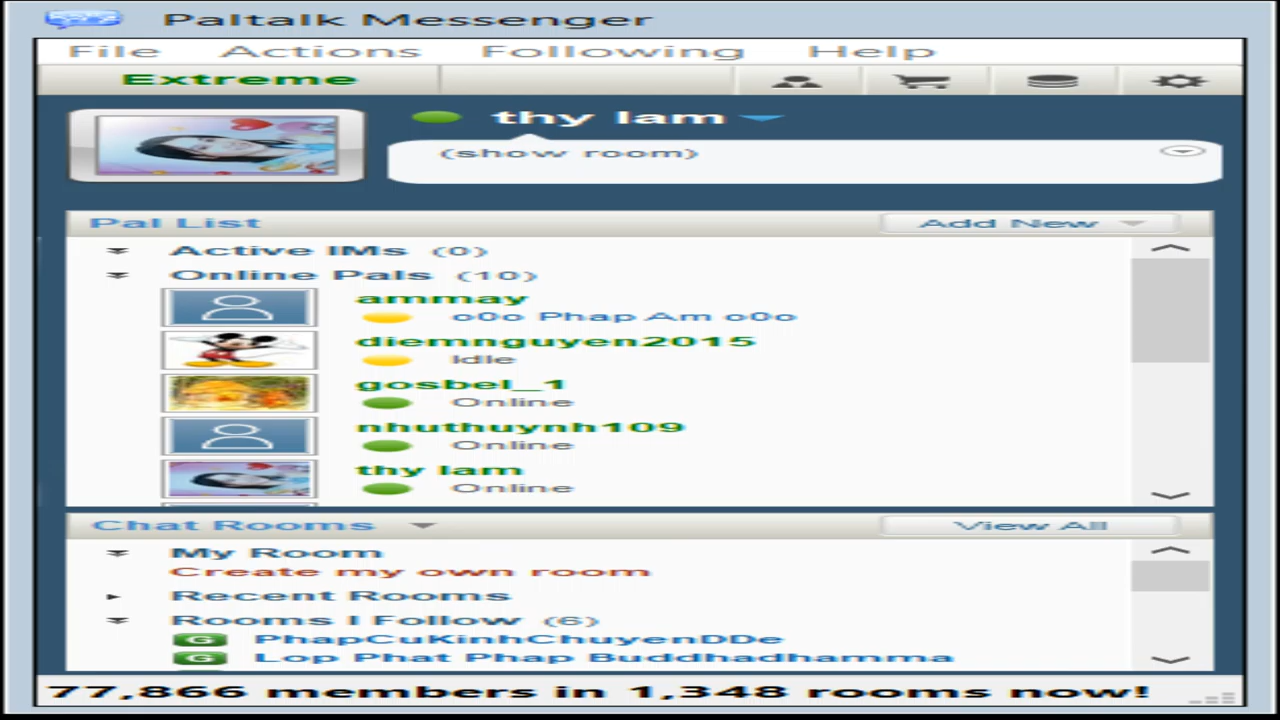 Paltalk Messenger
File Actions Following Help
Extreme
thy lam
(show room)
Pal List Add New
Active IMs (0)
Online Pals (10)
ammay
o0o Phap Am o0o
diemnguyen2015
Idle
gosbel_1
Online
nhuthuynh109
Online
thy lam
Online
Chat Rooms View All
My Room
Create my own room
Recent Rooms
Rooms I Follow (6)
G PhapCuKinhChuyenDDe
G Lop Phat Phap Buddhadhamma
77,866 members in 1,348 rooms now!